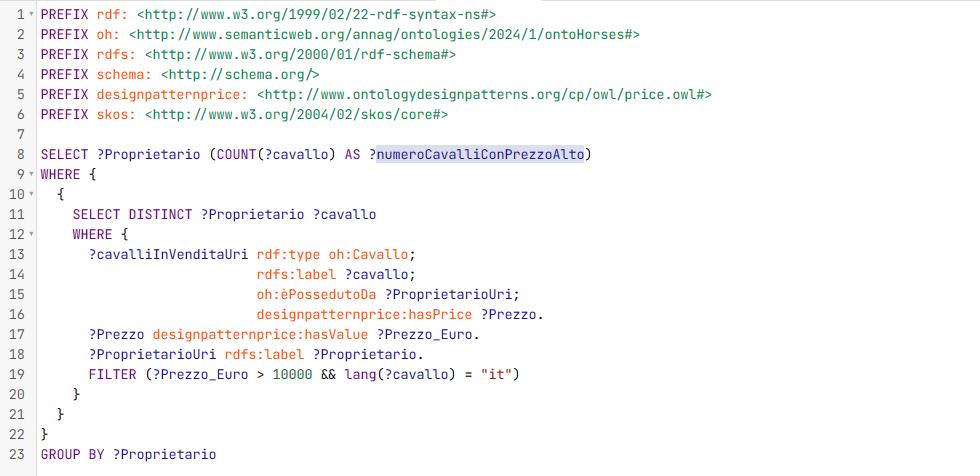 1 PREFIX rdf: <http://www.w3.org/1999/02/22-rdf-syntax-ns#>
2 PREFIX oh: <http://www.semanticweb.org/annag/ontologies/2024/1/ontoHorses#>
3 PREFIX rdfs: <http://www.w3.org/2000/01/rdf-schema#>
4 PREFIX schema: <http://schema.org/>
5 PREFIX designpatternprice: <http://www.ontologydesignpatterns.org/cp/owl/price.owl#>
6 PREFIX skos: <http://www.w3.org/2004/02/skos/core#>
7
8 SELECT ?Proprietario (COUNT(?cavallo) AS ?numeroCavalliConPrezzoAlto)
9 WHERE {
10   {
11     SELECT DISTINCT ?Proprietario ?cavallo
12     WHERE {
13       ?cavalliInVenditaUri rdf:type oh:Cavallo;
14                            rdfs:label ?cavallo;
15                            oh:èPossedutoDa ?ProprietarioUri;
16                            designpatternprice:hasPrice ?Prezzo.
17       ?Prezzo designpatternprice:hasValue ?Prezzo_Euro.
18       ?ProprietarioUri rdfs:label ?Proprietario.
19       FILTER (?Prezzo_Euro > 10000 && lang(?cavallo) = "it")
20     }
21   }
22 }
23 GROUP BY ?Proprietario